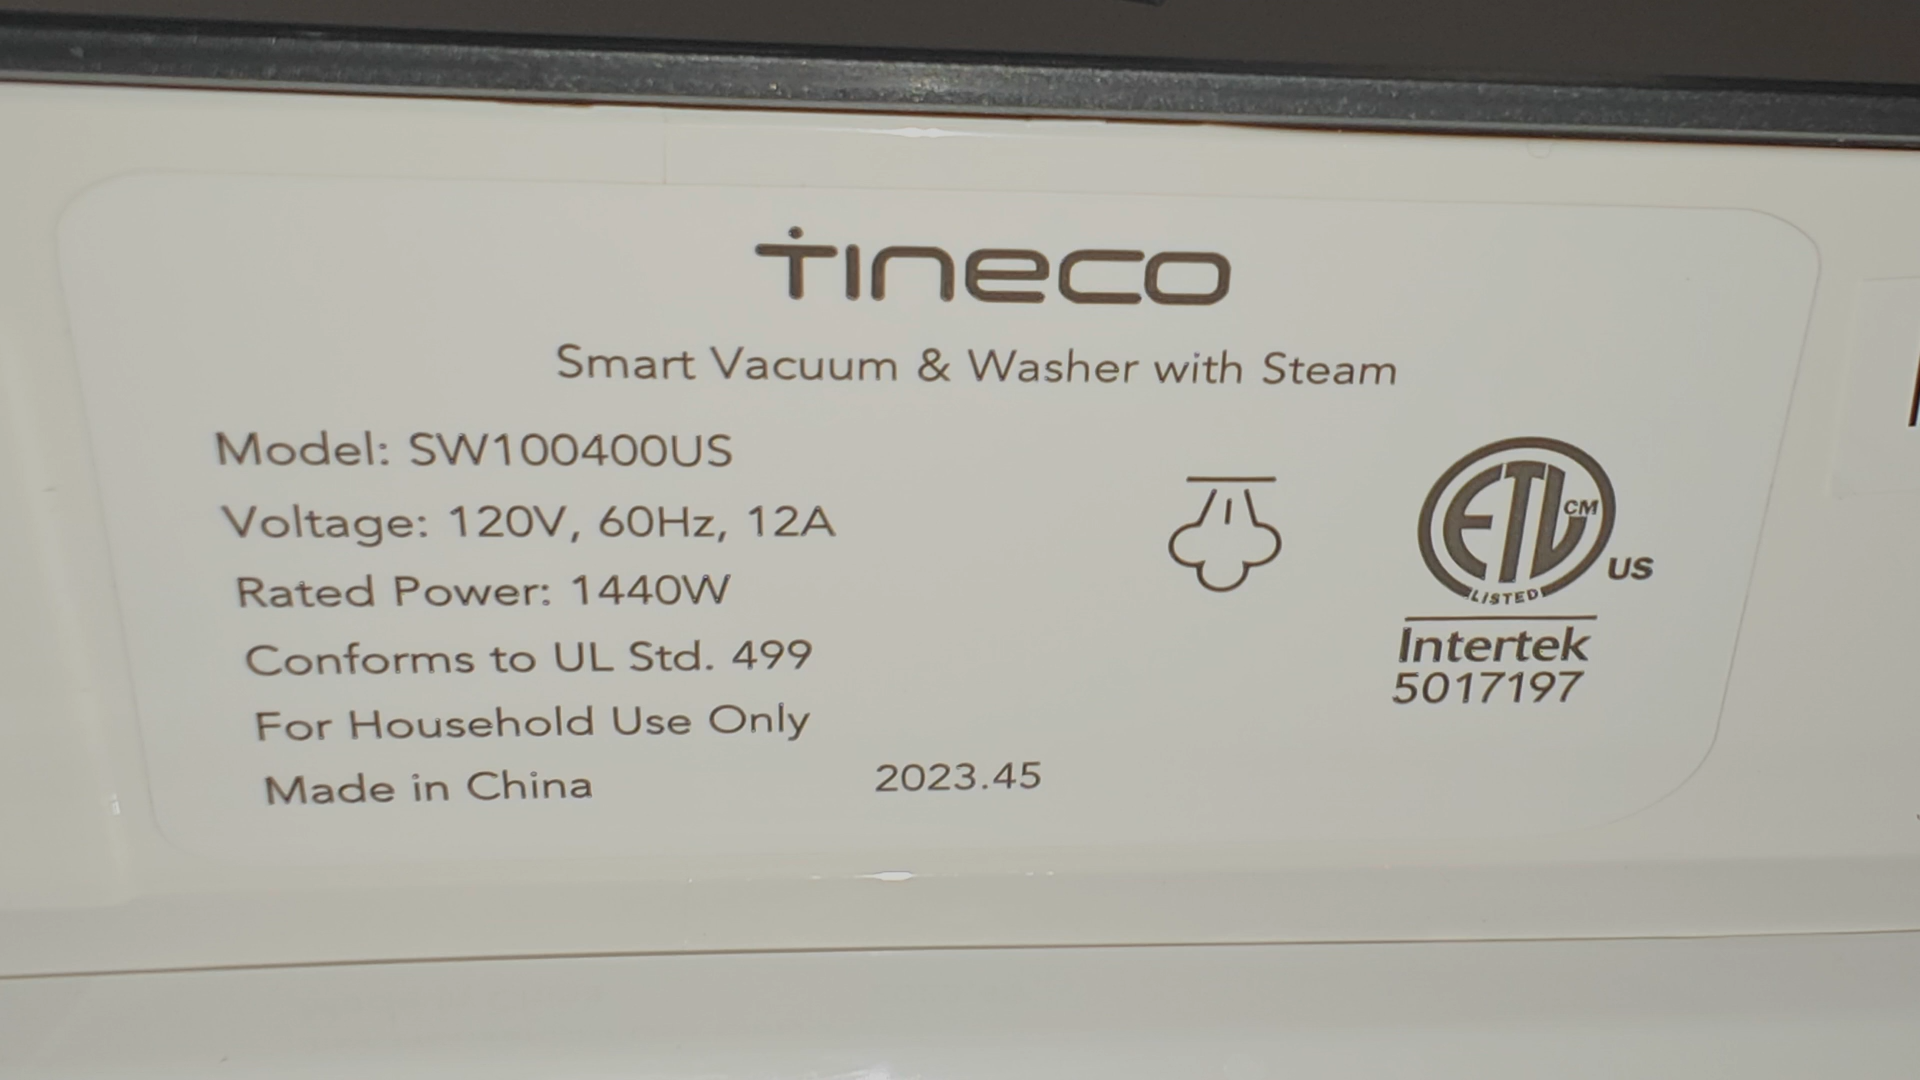 Tineco
Smart Vacuum & Washer with Steam
Model: SW100400US
Voltage: 120V, 60Hz, 12A
Rated Power: 1440W
Conforms to UL Std. 499
For Household Use Only
Made in China
2023.45
ETL CM
US
LISTED
Intertek
5017197